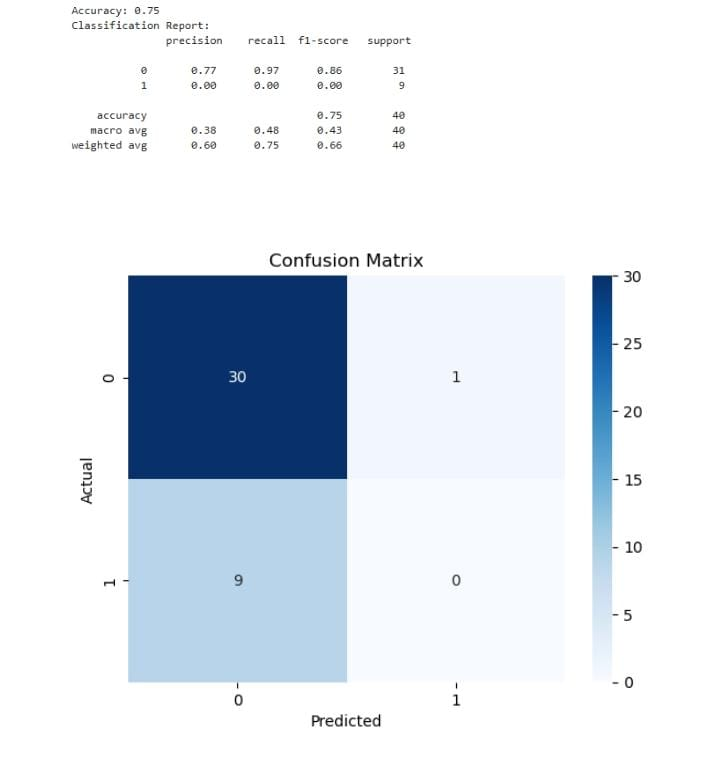 Accuracy: 0.75
Classification Report:
precision recall f1-score support
0 0.77 0.97 0.86 31
1 0.00 0.00 0.00 9
accuracy 0.75 40
macro avg 0.38 0.48 0.43 40
weighted avg 0.60 0.75 0.66 40
Confusion Matrix
30
25
20
15
10
5
0
Actual
0
1
30 1
9 0
0 1
Predicted